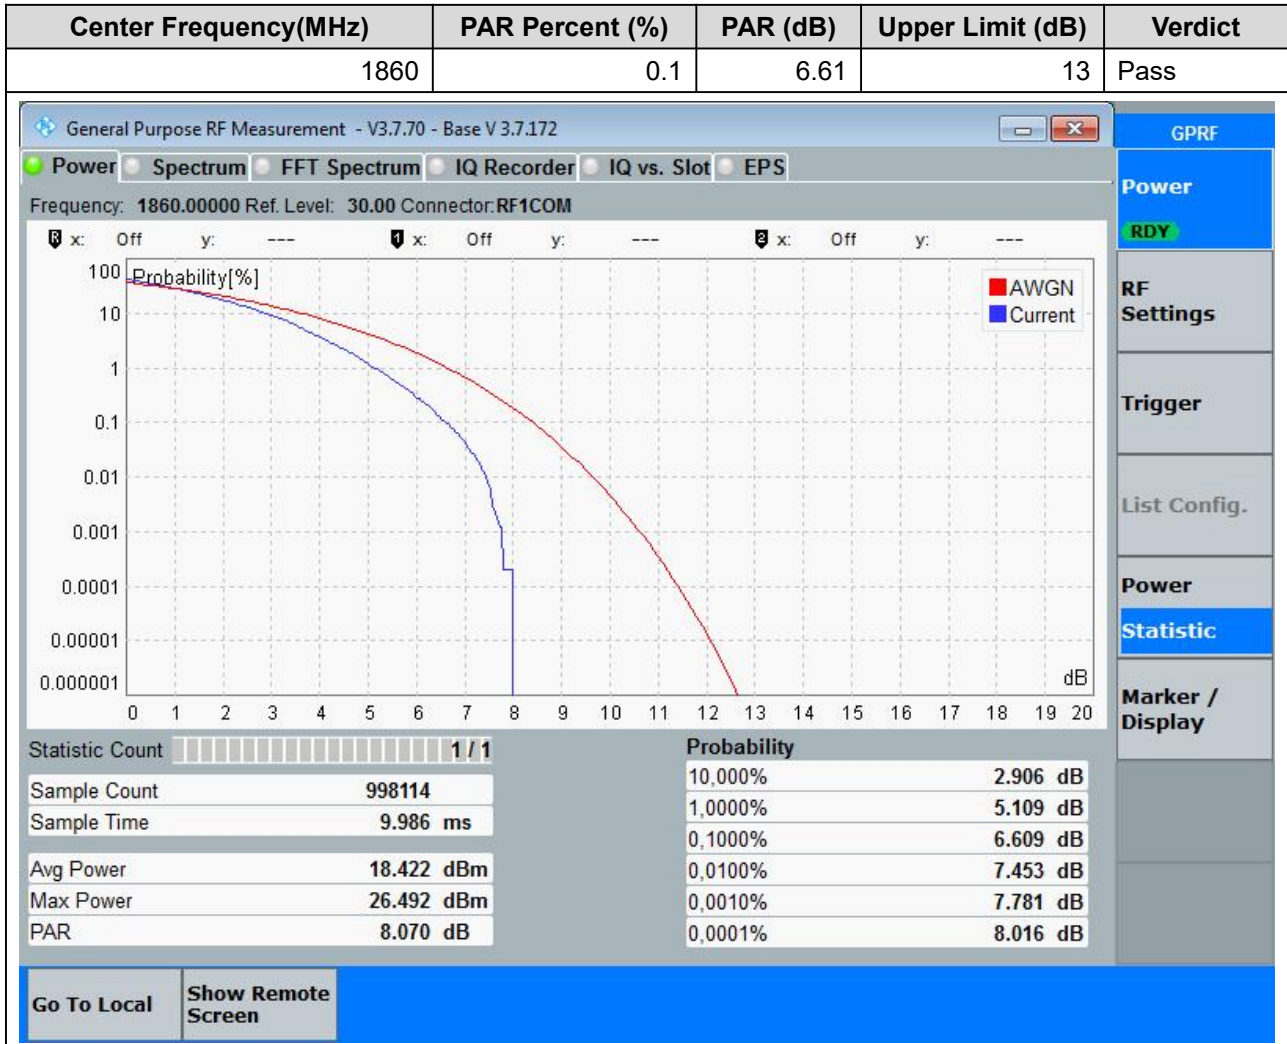 Center Frequency(MHz) PAR Percent (%) PAR (dB) Upper Limit (dB) Verdict
1860 0.1 6.61 13 Pass
General Purpose RF Measurement - V3.7.70 - Base V 3.7.172
GPRF
Power Spectrum FFT Spectrum IQ Recorder IQ vs. Slot EPS
Frequency: 1860.00000 Ref. Level: 30.00 Connector:RF1COM
R x: Off y: --- 1 x: Off y: --- 2 x: Off y: ---
Power
RDY
RF
Settings
Trigger
List Config.
Power
Statistic
Marker /
Display
Probability[%]
AWGN
Current
100
10
1
0.1
0.01
0.001
0.0001
0.00001
0.000001
dB
0 1 2 3 4 5 6 7 8 9 10 11 12 13 14 15 16 17 18 19 20
Statistic Count 1 / 1
Sample Count 998114
Sample Time 9.986 ms
Avg Power 18.422 dBm
Max Power 26.492 dBm
PAR 8.070 dB
Probability
10,000% 2.906 dB
1,0000% 5.109 dB
0,1000% 6.609 dB
0,0100% 7.453 dB
0,0010% 7.781 dB
0,0001% 8.016 dB
Go To Local
Show Remote
Screen